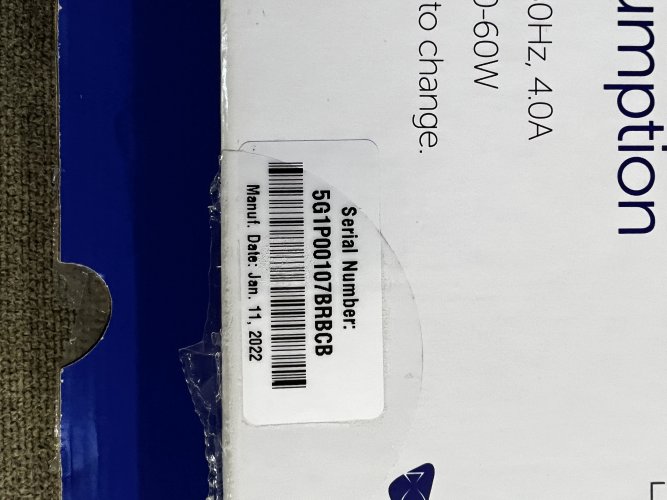 umption
0Hz, 4.0A
0-60W
to change.
Serial Number:
5G1P00107BRBCB
Manuf. Date: Jan. 11, 2022